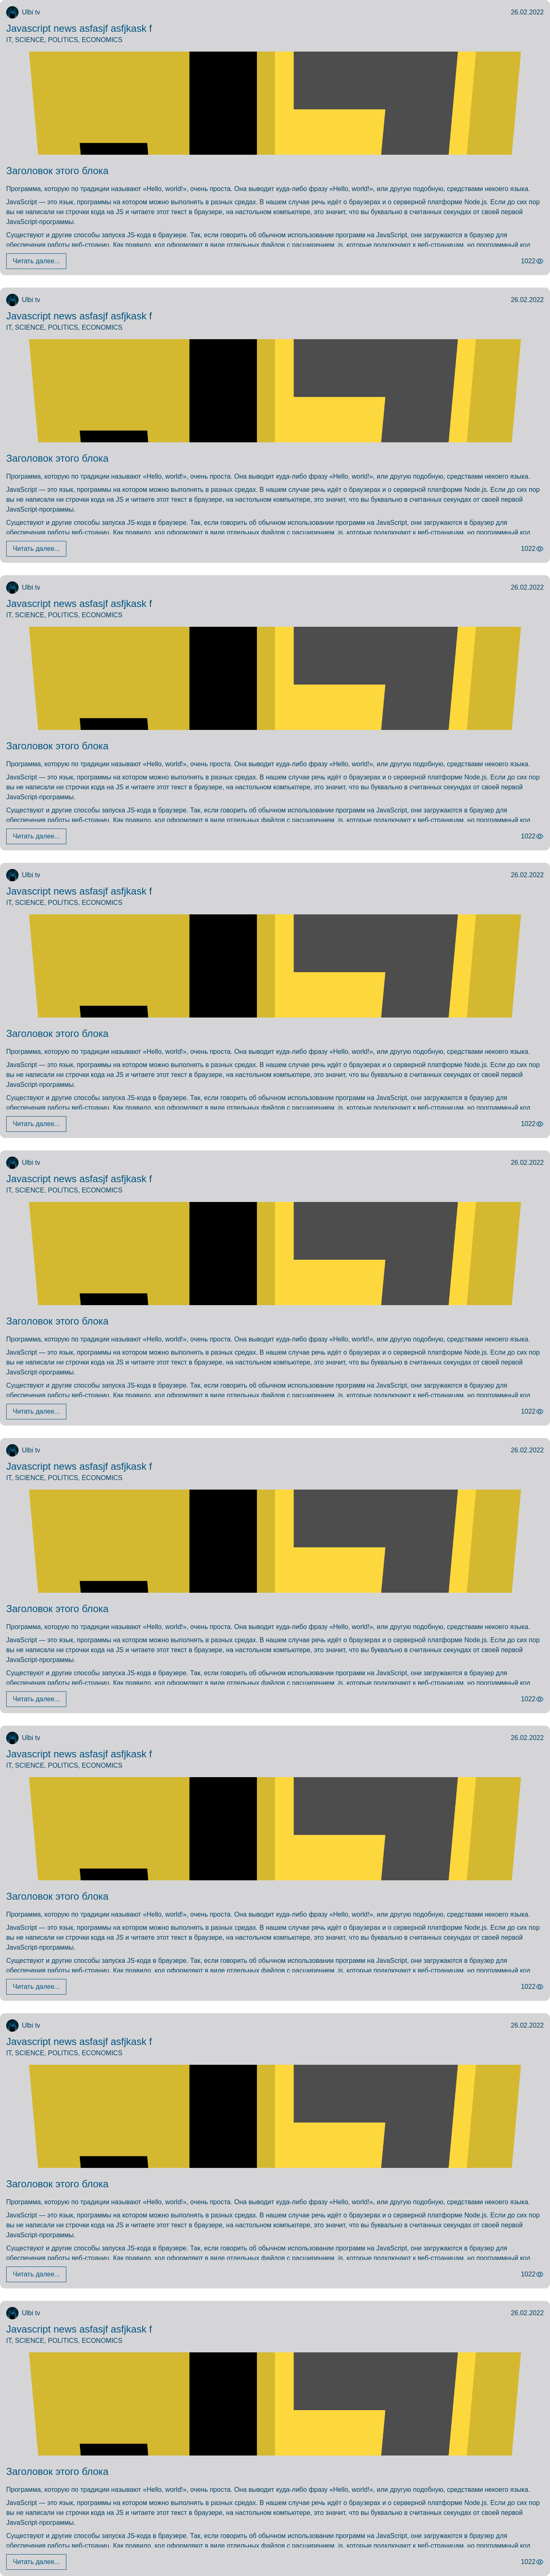 Ulbi tv 26.02.2022
Javascript news asfasjf asfjkask f
IT, SCIENCE, POLITICS, ECONOMICS
Заголовок этого блока
Программа, которую по традиции называют «Hello, world!», очень проста. Она выводит куда-либо фразу «Hello, world!», или другую подобную, средствами некоего языка.
JavaScript — это язык, программы на котором можно выполнять в разных средах. В нашем случае речь идёт о браузерах и о серверной платформе Node.js. Если до сих пор
вы не написали ни строчки кода на JS и читаете этот текст в браузере, на настольном компьютере, это значит, что вы буквально в считанных секундах от своей первой
JavaScript-программы.
Существуют и другие способы запуска JS-кода в браузере. Так, если говорить об обычном использовании программ на JavaScript, они загружаются в браузер для
обеспечения работы веб-страниц. Как правило, код оформляют в виде отдельных файлов с расширением .js, которые подключают к веб-страницам, но программный код
Читать далее... 1022
Ulbi tv 26.02.2022
Javascript news asfasjf asfjkask f
IT, SCIENCE, POLITICS, ECONOMICS
Заголовок этого блока
Программа, которую по традиции называют «Hello, world!», очень проста. Она выводит куда-либо фразу «Hello, world!», или другую подобную, средствами некоего языка.
JavaScript — это язык, программы на котором можно выполнять в разных средах. В нашем случае речь идёт о браузерах и о серверной платформе Node.js. Если до сих пор
вы не написали ни строчки кода на JS и читаете этот текст в браузере, на настольном компьютере, это значит, что вы буквально в считанных секундах от своей первой
JavaScript-программы.
Существуют и другие способы запуска JS-кода в браузере. Так, если говорить об обычном использовании программ на JavaScript, они загружаются в браузер для
обеспечения работы веб-страниц. Как правило, код оформляют в виде отдельных файлов с расширением .js, которые подключают к веб-страницам, но программный код
Читать далее... 1022
Ulbi tv 26.02.2022
Javascript news asfasjf asfjkask f
IT, SCIENCE, POLITICS, ECONOMICS
Заголовок этого блока
Программа, которую по традиции называют «Hello, world!», очень проста. Она выводит куда-либо фразу «Hello, world!», или другую подобную, средствами некоего языка.
JavaScript — это язык, программы на котором можно выполнять в разных средах. В нашем случае речь идёт о браузерах и о серверной платформе Node.js. Если до сих пор
вы не написали ни строчки кода на JS и читаете этот текст в браузере, на настольном компьютере, это значит, что вы буквально в считанных секундах от своей первой
JavaScript-программы.
Существуют и другие способы запуска JS-кода в браузере. Так, если говорить об обычном использовании программ на JavaScript, они загружаются в браузер для
обеспечения работы веб-страниц. Как правило, код оформляют в виде отдельных файлов с расширением .js, которые подключают к веб-страницам, но программный код
Читать далее... 1022
Ulbi tv 26.02.2022
Javascript news asfasjf asfjkask f
IT, SCIENCE, POLITICS, ECONOMICS
Заголовок этого блока
Программа, которую по традиции называют «Hello, world!», очень проста. Она выводит куда-либо фразу «Hello, world!», или другую подобную, средствами некоего языка.
JavaScript — это язык, программы на котором можно выполнять в разных средах. В нашем случае речь идёт о браузерах и о серверной платформе Node.js. Если до сих пор
вы не написали ни строчки кода на JS и читаете этот текст в браузере, на настольном компьютере, это значит, что вы буквально в считанных секундах от своей первой
JavaScript-программы.
Существуют и другие способы запуска JS-кода в браузере. Так, если говорить об обычном использовании программ на JavaScript, они загружаются в браузер для
обеспечения работы веб-страниц. Как правило, код оформляют в виде отдельных файлов с расширением .js, которые подключают к веб-страницам, но программный код
Читать далее... 1022
Ulbi tv 26.02.2022
Javascript news asfasjf asfjkask f
IT, SCIENCE, POLITICS, ECONOMICS
Заголовок этого блока
Программа, которую по традиции называют «Hello, world!», очень проста. Она выводит куда-либо фразу «Hello, world!», или другую подобную, средствами некоего языка.
JavaScript — это язык, программы на котором можно выполнять в разных средах. В нашем случае речь идёт о браузерах и о серверной платформе Node.js. Если до сих пор
вы не написали ни строчки кода на JS и читаете этот текст в браузере, на настольном компьютере, это значит, что вы буквально в считанных секундах от своей первой
JavaScript-программы.
Существуют и другие способы запуска JS-кода в браузере. Так, если говорить об обычном использовании программ на JavaScript, они загружаются в браузер для
обеспечения работы веб-страниц. Как правило, код оформляют в виде отдельных файлов с расширением .js, которые подключают к веб-страницам, но программный код
Читать далее... 1022
Ulbi tv 26.02.2022
Javascript news asfasjf asfjkask f
IT, SCIENCE, POLITICS, ECONOMICS
Заголовок этого блока
Программа, которую по традиции называют «Hello, world!», очень проста. Она выводит куда-либо фразу «Hello, world!», или другую подобную, средствами некоего языка.
JavaScript — это язык, программы на котором можно выполнять в разных средах. В нашем случае речь идёт о браузерах и о серверной платформе Node.js. Если до сих пор
вы не написали ни строчки кода на JS и читаете этот текст в браузере, на настольном компьютере, это значит, что вы буквально в считанных секундах от своей первой
JavaScript-программы.
Существуют и другие способы запуска JS-кода в браузере. Так, если говорить об обычном использовании программ на JavaScript, они загружаются в браузер для
обеспечения работы веб-страниц. Как правило, код оформляют в виде отдельных файлов с расширением .js, которые подключают к веб-страницам, но программный код
Читать далее... 1022
Ulbi tv 26.02.2022
Javascript news asfasjf asfjkask f
IT, SCIENCE, POLITICS, ECONOMICS
Заголовок этого блока
Программа, которую по традиции называют «Hello, world!», очень проста. Она выводит куда-либо фразу «Hello, world!», или другую подобную, средствами некоего языка.
JavaScript — это язык, программы на котором можно выполнять в разных средах. В нашем случае речь идёт о браузерах и о серверной платформе Node.js. Если до сих пор
вы не написали ни строчки кода на JS и читаете этот текст в браузере, на настольном компьютере, это значит, что вы буквально в считанных секундах от своей первой
JavaScript-программы.
Существуют и другие способы запуска JS-кода в браузере. Так, если говорить об обычном использовании программ на JavaScript, они загружаются в браузер для
обеспечения работы веб-страниц. Как правило, код оформляют в виде отдельных файлов с расширением .js, которые подключают к веб-страницам, но программный код
Читать далее... 1022
Ulbi tv 26.02.2022
Javascript news asfasjf asfjkask f
IT, SCIENCE, POLITICS, ECONOMICS
Заголовок этого блока
Программа, которую по традиции называют «Hello, world!», очень проста. Она выводит куда-либо фразу «Hello, world!», или другую подобную, средствами некоего языка.
JavaScript — это язык, программы на котором можно выполнять в разных средах. В нашем случае речь идёт о браузерах и о серверной платформе Node.js. Если до сих пор
вы не написали ни строчки кода на JS и читаете этот текст в браузере, на настольном компьютере, это значит, что вы буквально в считанных секундах от своей первой
JavaScript-программы.
Существуют и другие способы запуска JS-кода в браузере. Так, если говорить об обычном использовании программ на JavaScript, они загружаются в браузер для
обеспечения работы веб-страниц. Как правило, код оформляют в виде отдельных файлов с расширением .js, которые подключают к веб-страницам, но программный код
Читать далее... 1022
Ulbi tv 26.02.2022
Javascript news asfasjf asfjkask f
IT, SCIENCE, POLITICS, ECONOMICS
Заголовок этого блока
Программа, которую по традиции называют «Hello, world!», очень проста. Она выводит куда-либо фразу «Hello, world!», или другую подобную, средствами некоего языка.
JavaScript — это язык, программы на котором можно выполнять в разных средах. В нашем случае речь идёт о браузерах и о серверной платформе Node.js. Если до сих пор
вы не написали ни строчки кода на JS и читаете этот текст в браузере, на настольном компьютере, это значит, что вы буквально в считанных секундах от своей первой
JavaScript-программы.
Существуют и другие способы запуска JS-кода в браузере. Так, если говорить об обычном использовании программ на JavaScript, они загружаются в браузер для
обеспечения работы веб-страниц. Как правило, код оформляют в виде отдельных файлов с расширением .js, которые подключают к веб-страницам, но программный код
Читать далее... 1022